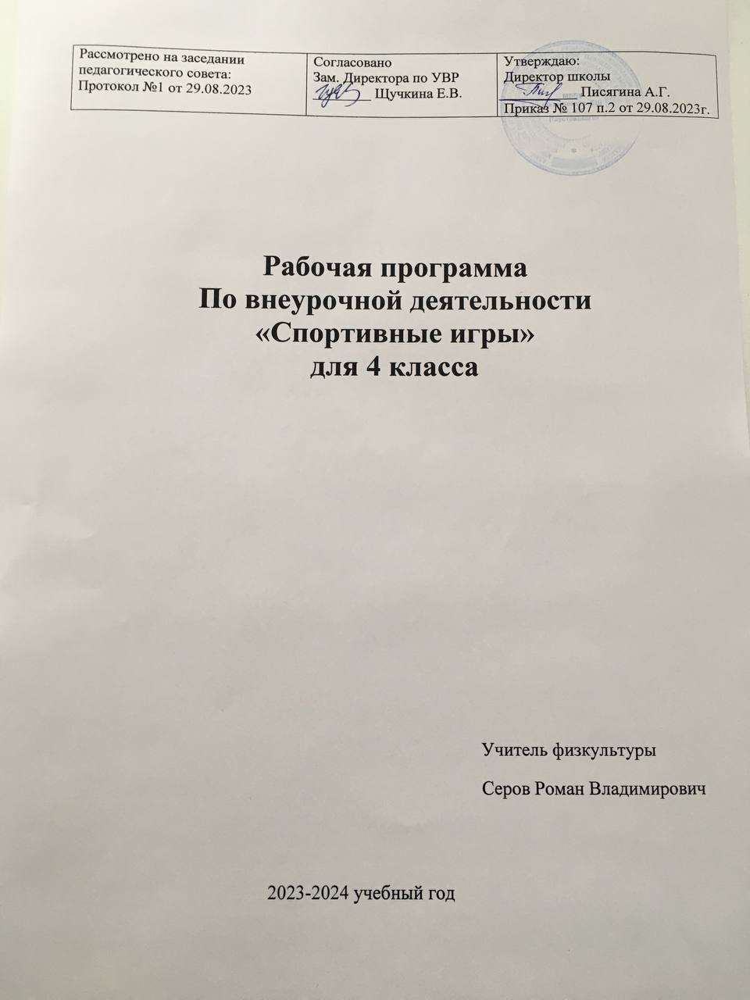 Рассмотрено на заседании
педагогического совета:
Протокол №1 от 29.08.2023
Согласовано
Зам. Директора по УВР
Щучкина Е.В.
Утверждаю:
Директор школы
Писягина А.Г.
Приказ № 107 п.2 от 29.08.2023г.
Рабочая программа
По внеурочной деятельности
«Спортивные игры»
для 4 класса
Учитель физкультуры
Серов Роман Владимирович
2023-2024 учебный год